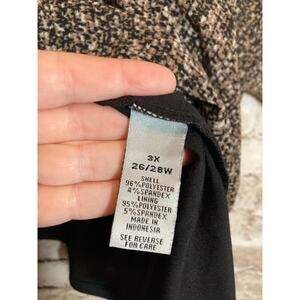 3X
26/28W
SHELL
96%POLYESTER
4%SPANDEX
LINING
95%POLYESTER
5%SPANDEX
MADE IN
INDONESIA
SEE REVERSE
FOR CARE